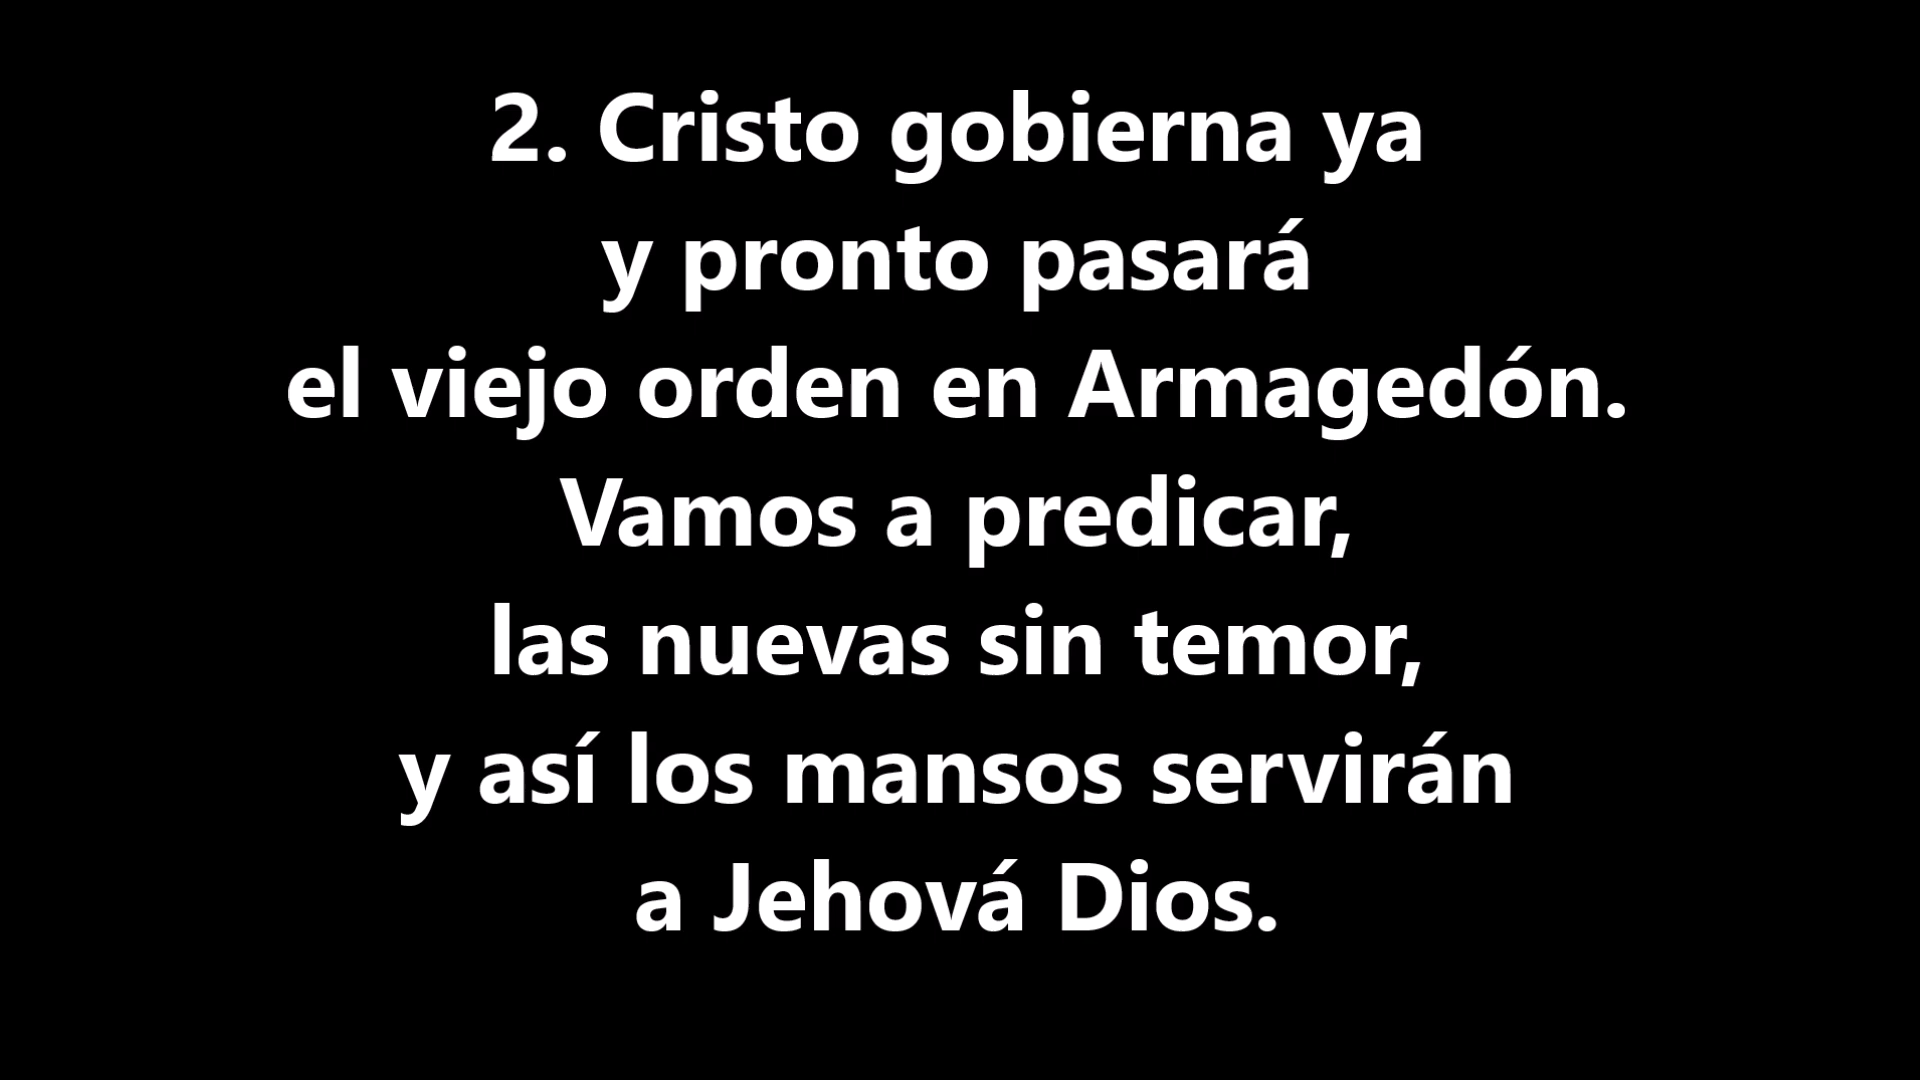 2. Cristo gobierna ya
y pronto pasará
el viejo orden en Armagedón.
Vamos a predicar,
las nuevas sin temor,
y así los mansos servirán
a Jehová Dios.